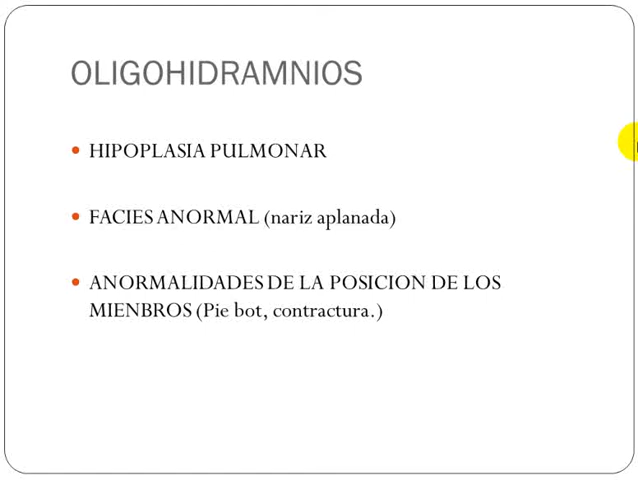 OLIGOHIDRAMNIOS
• HIPOPLASIA PULMONAR
• FACIES ANORMAL (nariz aplanada)
• ANORMALIDADES DE LA POSICION DE LOS
MIENBROS (Pie bot, contractura.)